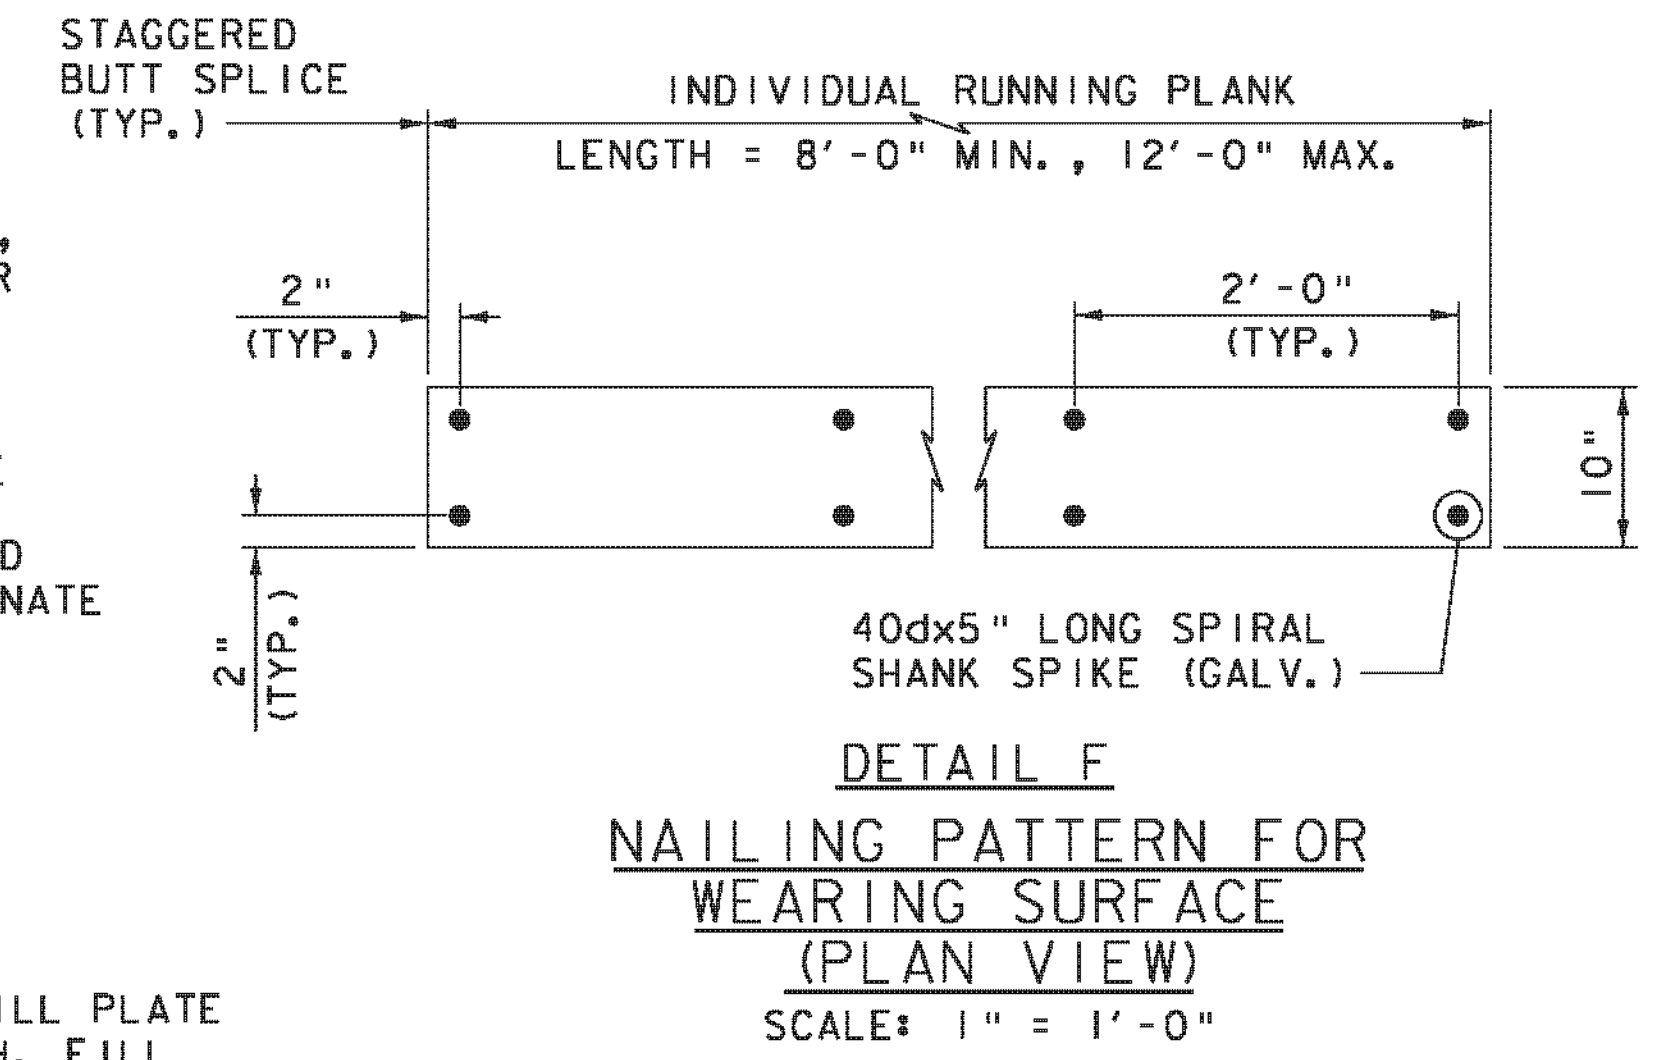 STAGGERED
BUTT SPLICE
(TYP.)
INDIVIDUAL RUNNING PLANK
LENGTH = 8'-0" MIN., 12'-0" MAX.
,
R
2"
(TYP.)
2'-0"
(TYP.)
10"
D
NATE
2"
(TYP.)
40dx5" LONG SPIRAL
SHANK SPIKE (GALV.)
DETAIL F
NAILING PATTERN FOR
WEARING SURFACE
(PLAN VIEW)
SCALE: 1" = 1'-0"
ILL PLATE